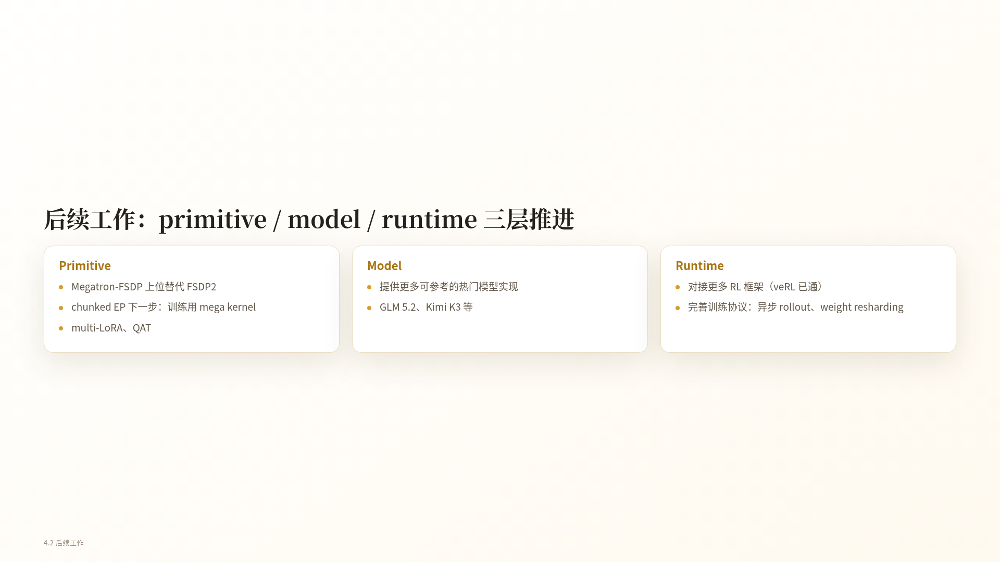 后续工作：primitive / model / runtime 三层推进
Primitive
Megatron-FSDP 上位替代 FSDP2
chunked EP 下一步：训练用 mega kernel
multi-LoRA、QAT
Model
提供更多可参考的热门模型实现
GLM 5.2、Kimi K3 等
Runtime
对接更多 RL 框架（veRL 已通）
完善训练协议：异步 rollout、weight resharding
4.2 后续工作